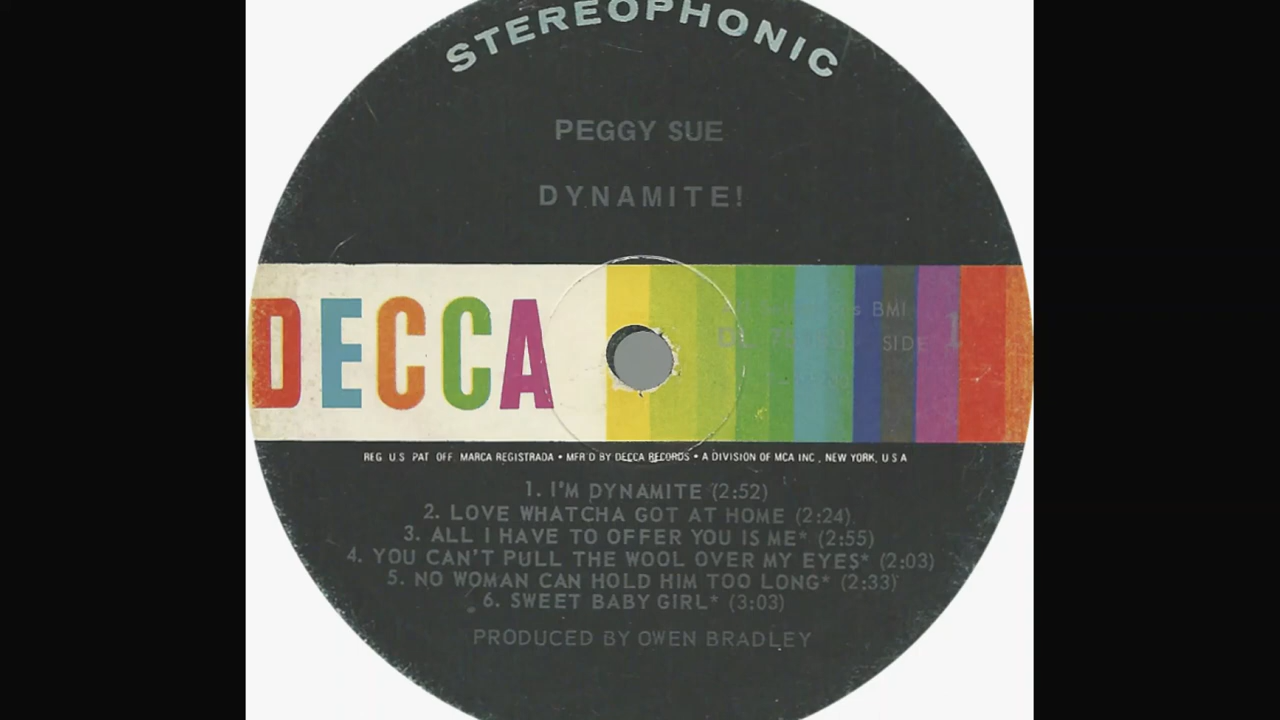 STEREOPHONIC
PEGGY SUE
DYNAMITE!
BMI
DECCA
SIDE 1
REG. U.S. PAT. OFF. MARCA REGISTRADA • MFR'D BY DECCA RECORDS • A DIVISION OF MCA INC., NEW YORK, U.S.A
1. I'M DYNAMITE (2:52)
2. LOVE WHATCHA GOT AT HOME (2:24)
3. ALL I HAVE TO OFFER YOU IS ME* (2:55)
4. YOU CAN'T PULL THE WOOL OVER MY EYES* (2:03)
5. NO WOMAN CAN HOLD HIM TOO LONG* (2:33)
6. SWEET BABY GIRL* (3:03)
PRODUCED BY OWEN BRADLEY